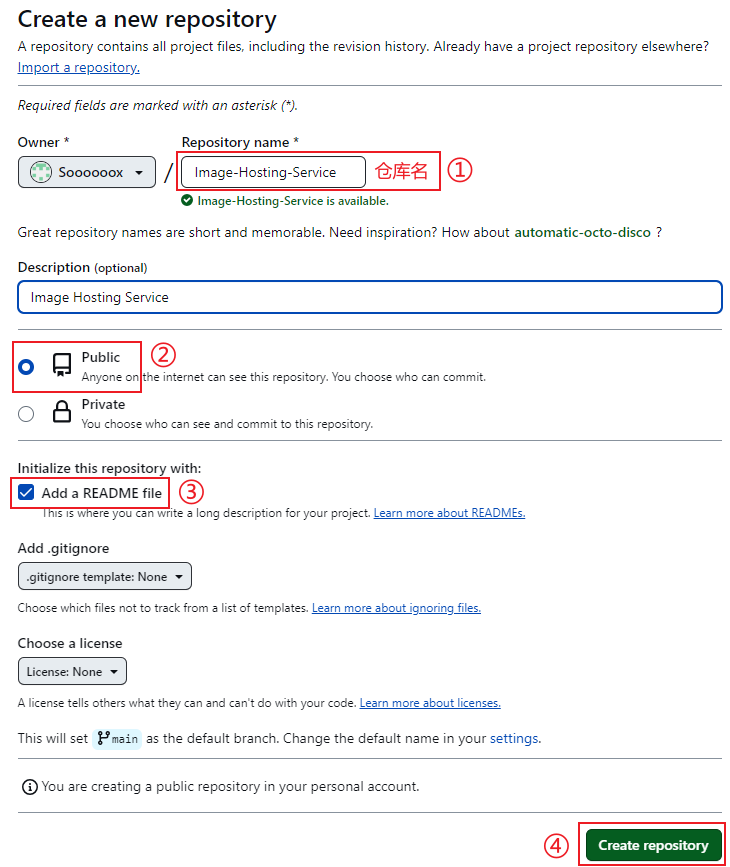 Create a new repository
A repository contains all project files, including the revision history. Already have a project repository elsewhere?
Import a repository.
Required fields are marked with an asterisk (*).
Owner * Repository name *
Soooooox / Image-Hosting-Service 仓库名 ①
Image-Hosting-Service is available.
Great repository names are short and memorable. Need inspiration? How about automatic-octo-disco ?
Description (optional)
Image Hosting Service
Public ②
Anyone on the internet can see this repository. You choose who can commit.
Private
You choose who can see and commit to this repository.
Initialize this repository with:
Add a README file ③
This is where you can write a long description for your project. Learn more about READMEs.
Add .gitignore
.gitignore template: None
Choose which files not to track from a list of templates. Learn more about ignoring files.
Choose a license
License: None
A license tells others what they can and can't do with your code. Learn more about licenses.
This will set main as the default branch. Change the default name in your settings.
You are creating a public repository in your personal account.
④ Create repository